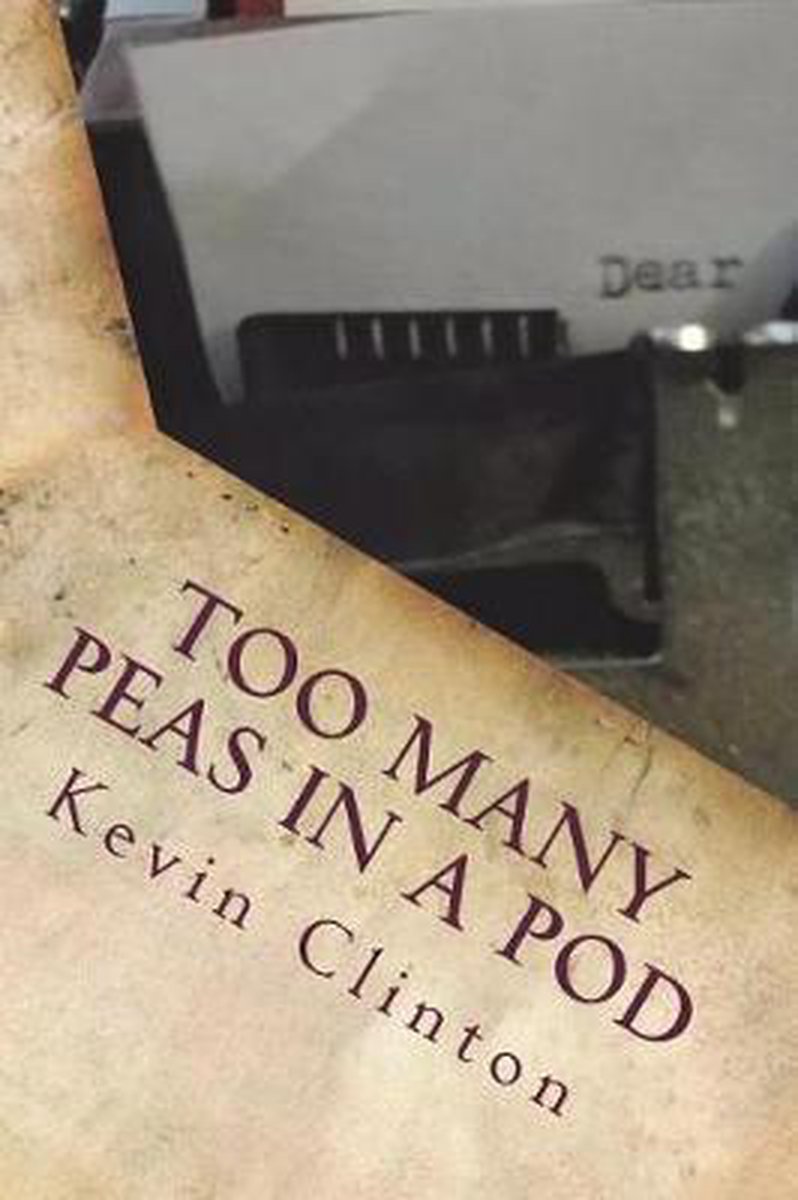 Dear
TOO MANY
PEAS IN A POD
Kevin Clinton